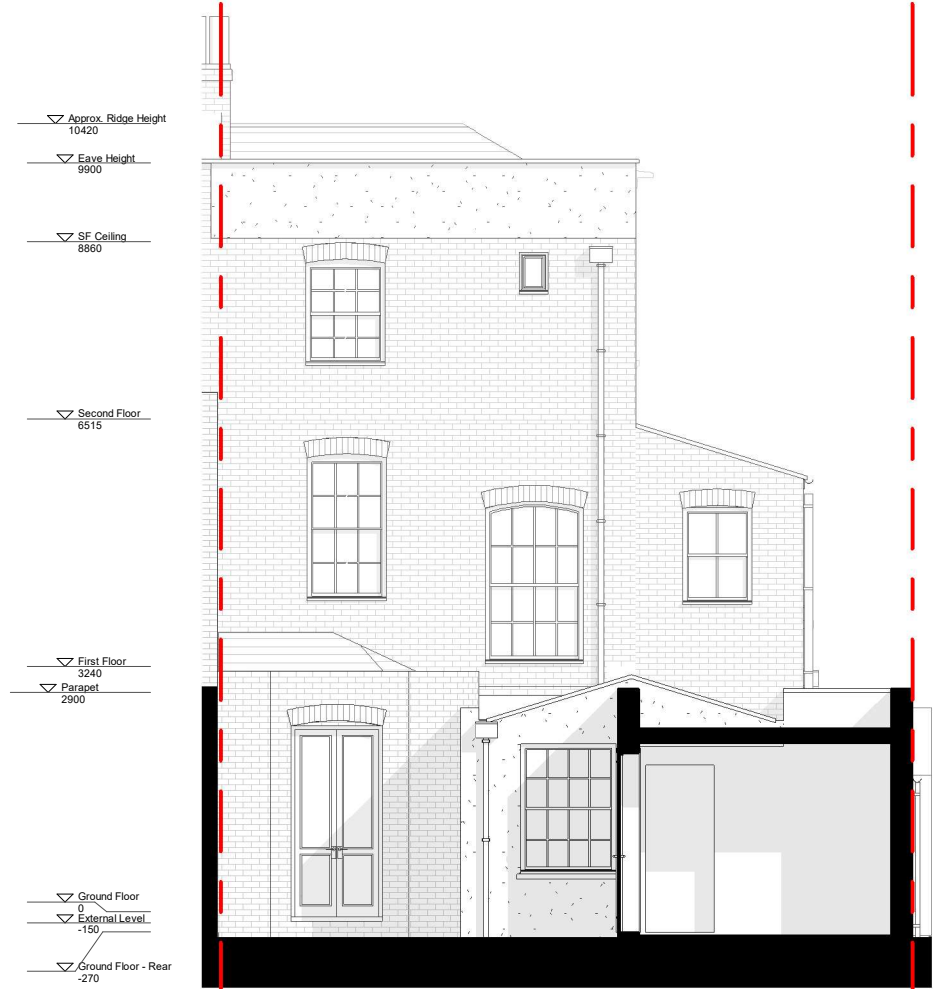 Approx. Ridge Height
10420
Eave Height
9900
SF Ceiling
8860
Second Floor
6515
First Floor
3240
Parapet
2900
Ground Floor
0
External Level
-150
Ground Floor - Rear
-270